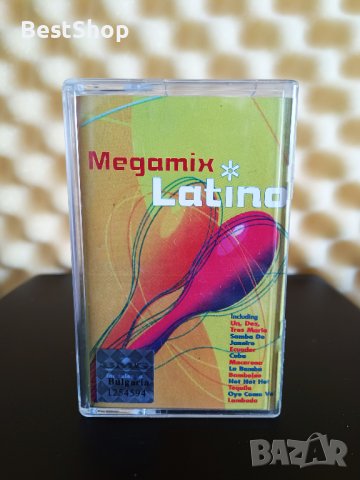 BestShop
Megamix
Latino
Including
Un, Dos,
Tres Maria
Samba De
Janeiro
Ecuador
Cuba
Macarena
La Bamba
Bamboleo
Hot Hot Hot
Tequila
Oye Como Va
Lambada
Bulgaria
1254594
BAZAR